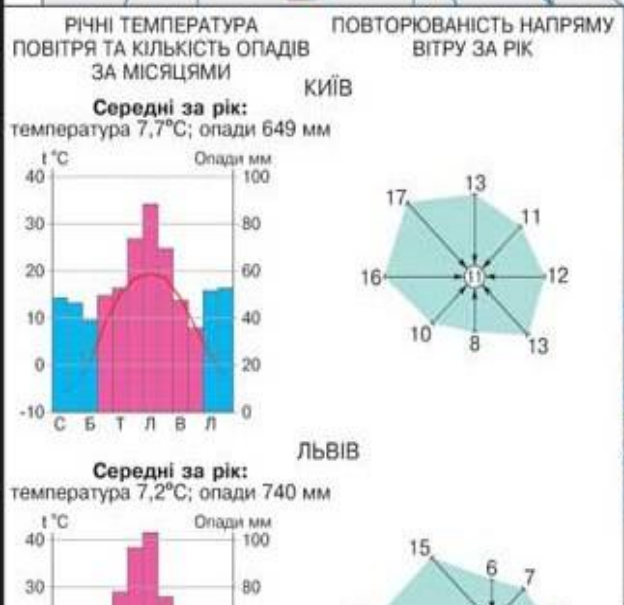 РІЧНІ ТЕМПЕРАТУРА
ПОВІТРЯ ТА КІЛЬКІСТЬ ОПАДІВ
ЗА МІСЯЦЯМИ
ПОВТОРЮВАНІСТЬ НАПРЯМУ
ВІТРУ ЗА РІК
КИЇВ
Середні за рік:
температура 7,7°С; опади 649 мм
t °C Опади мм
40 100
30 80
20 60
10 40
0 20
-10 0
С Б Т Л В Л
13
17 11
16 11 12
10 8 13
ЛЬВІВ
Середні за рік:
температура 7,2°С; опади 740 мм
t °C Опади мм
40 100
30 80
15 6 7